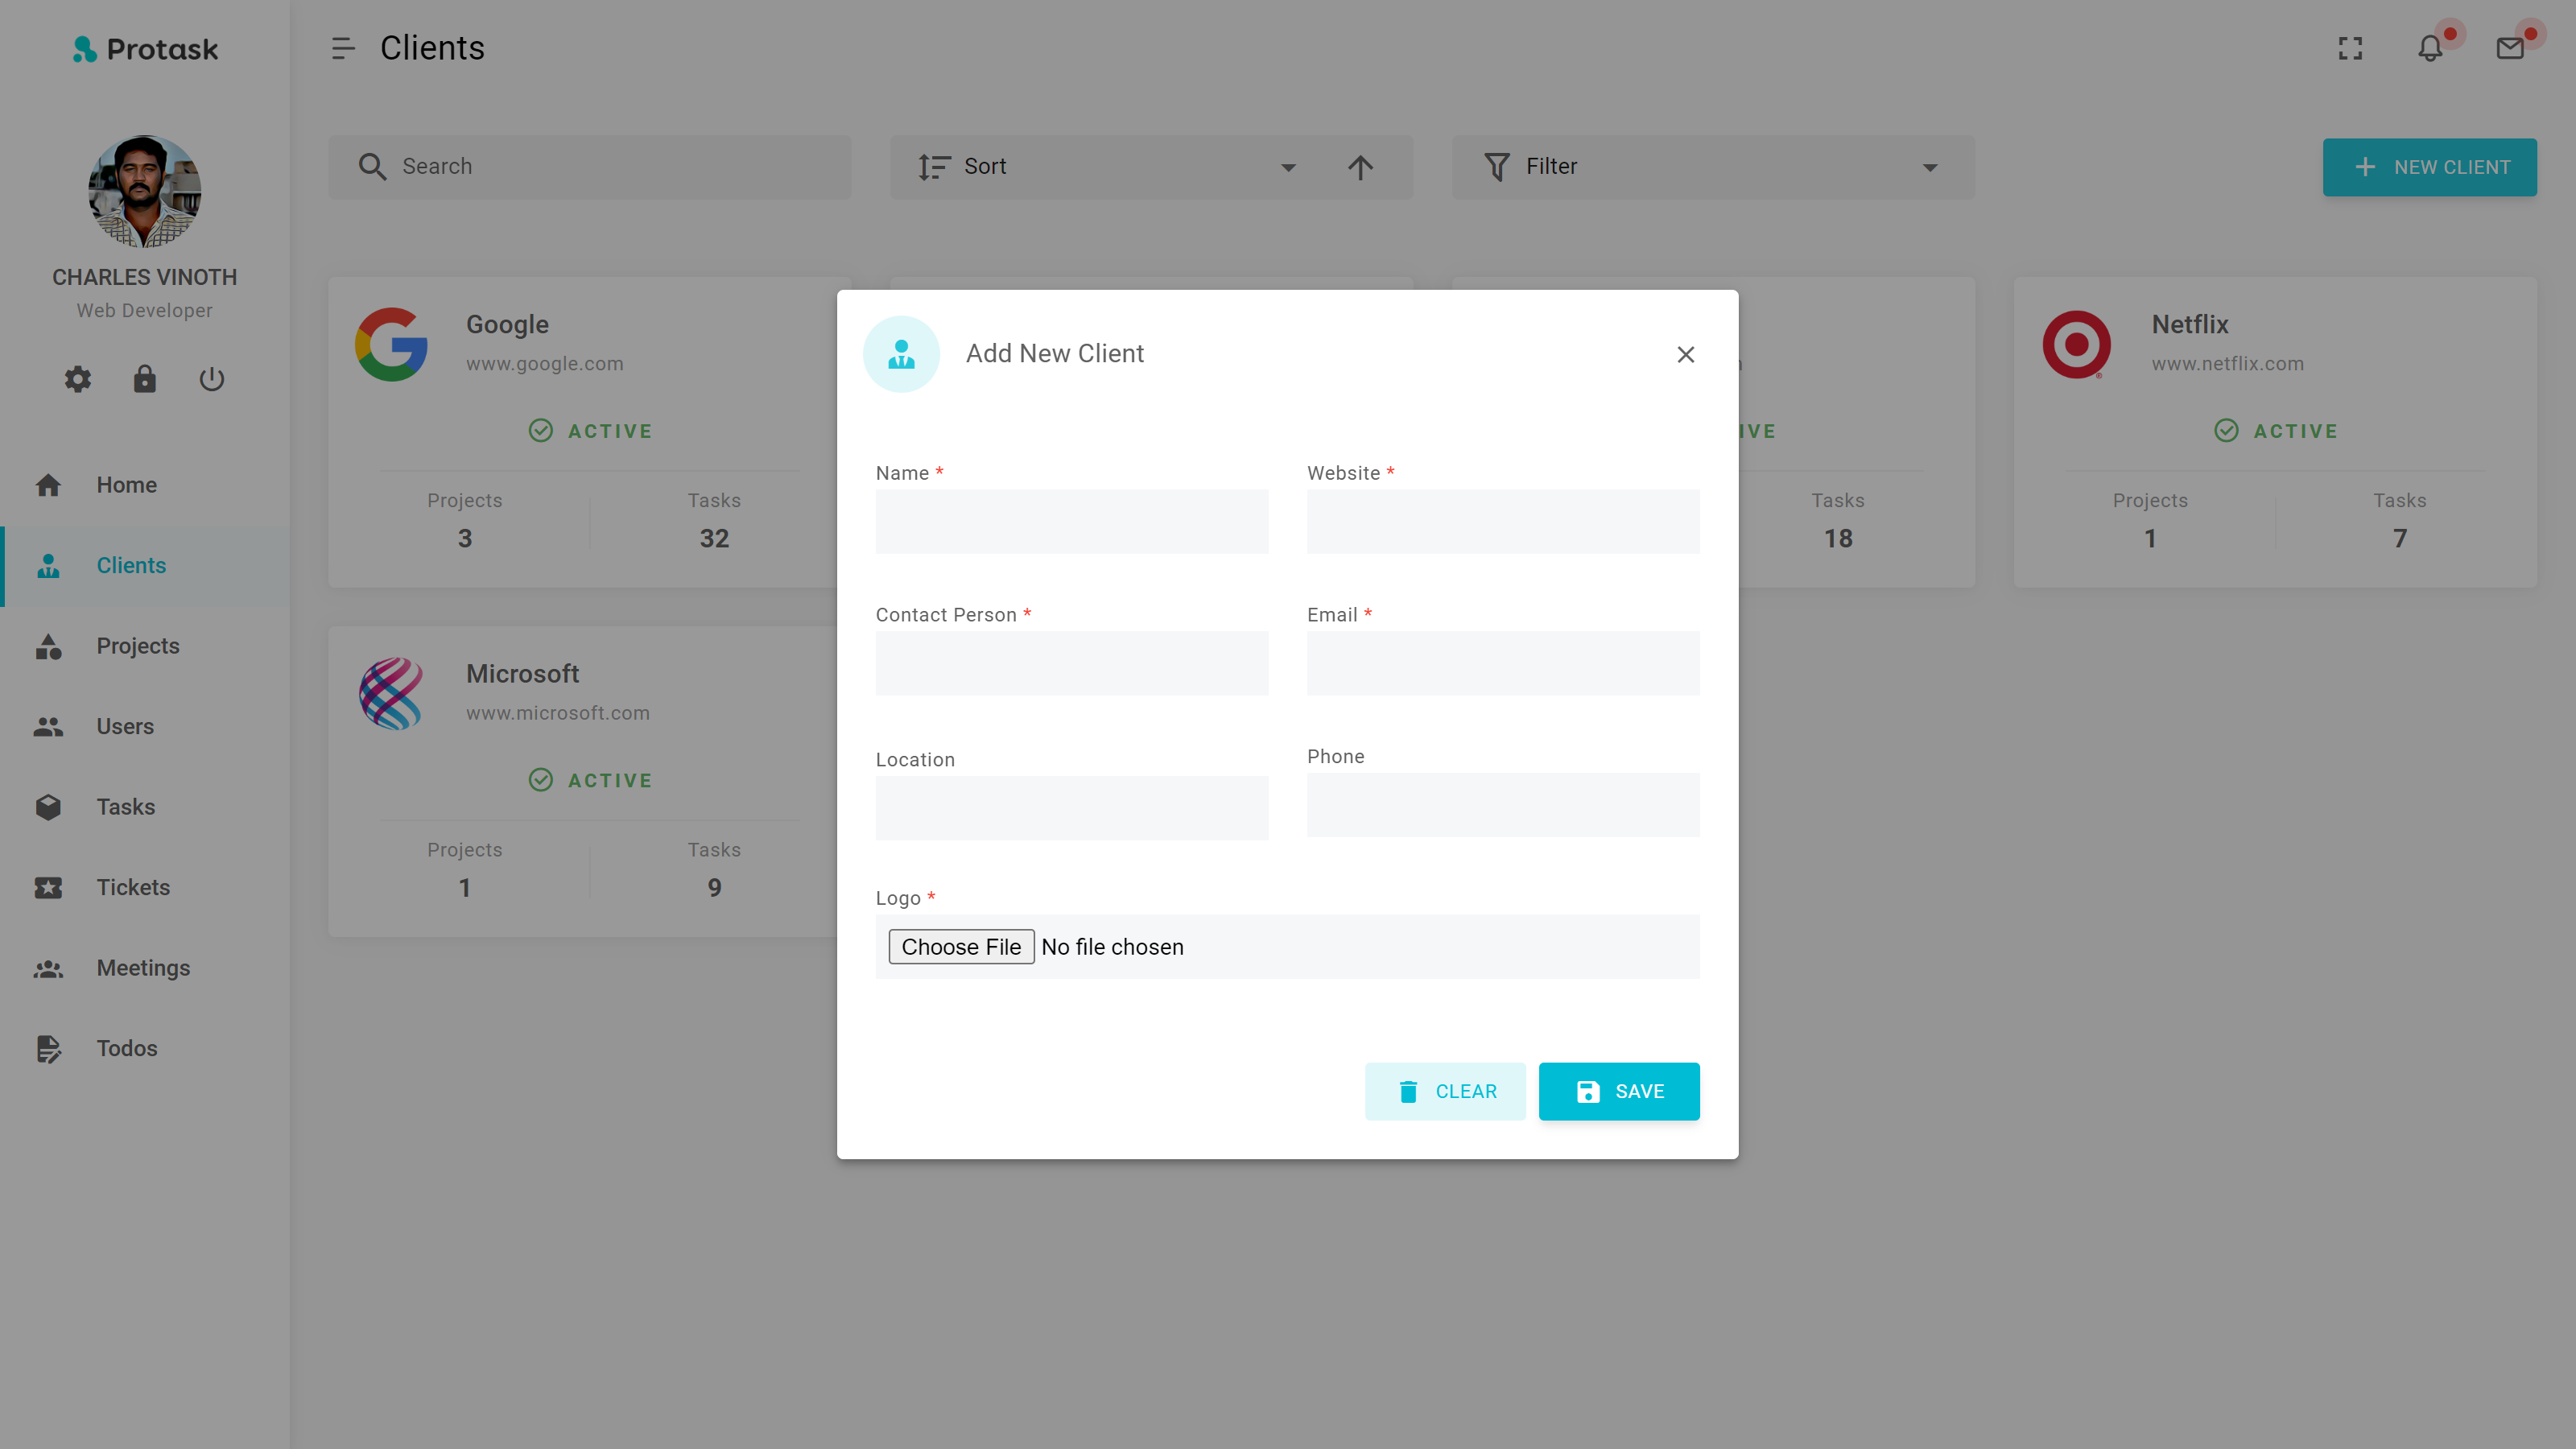 Protask
CHARLES VINOTH
Web Developer
Home
Clients
Projects
Users
Tasks
Tickets
Meetings
Todos
Clients
Search
Sort
Filter
NEW CLIENT
Google
www.google.com
ACTIVE
Projects
3
Tasks
32
Tasks
18
Netflix
www.netflix.com
ACTIVE
Projects
1
Tasks
7
Microsoft
www.microsoft.com
ACTIVE
Projects
1
Tasks
9
Add New Client
Name *
Website *
Contact Person *
Email *
Location
Phone
Logo *
Choose File No file chosen
CLEAR
SAVE